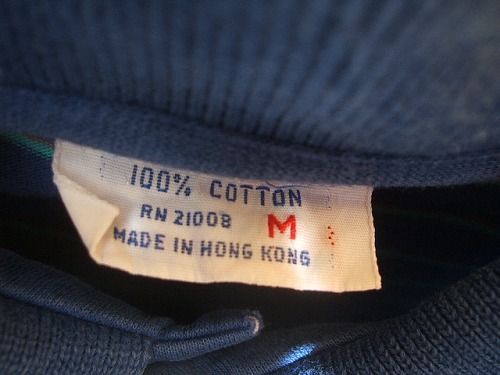 100% COTTON
RN 21008 M
MADE IN HONG KONG